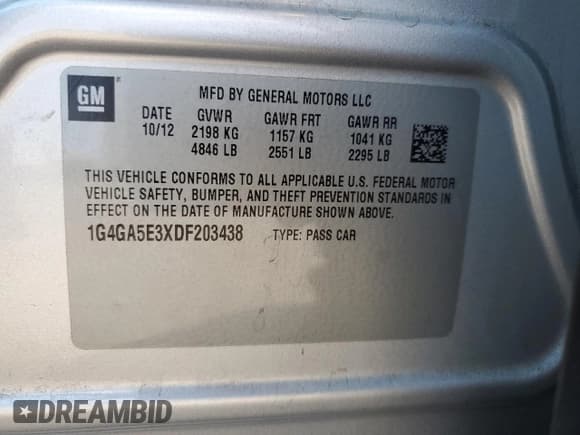 GM
MFD BY GENERAL MOTORS LLC
DATE GVWR GAWR FRT GAWR RR
10/12 2198 KG 1157 KG 1041 KG
4846 LB 2551 LB 2295 LB
THIS VEHICLE CONFORMS TO ALL APPLICABLE U.S. FEDERAL MOTOR
VEHICLE SAFETY, BUMPER, AND THEFT PREVENTION STANDARDS IN
EFFECT ON THE DATE OF MANUFACTURE SHOWN ABOVE.
1G4GA5E3XDF203438 TYPE: PASS CAR
DREAMBID